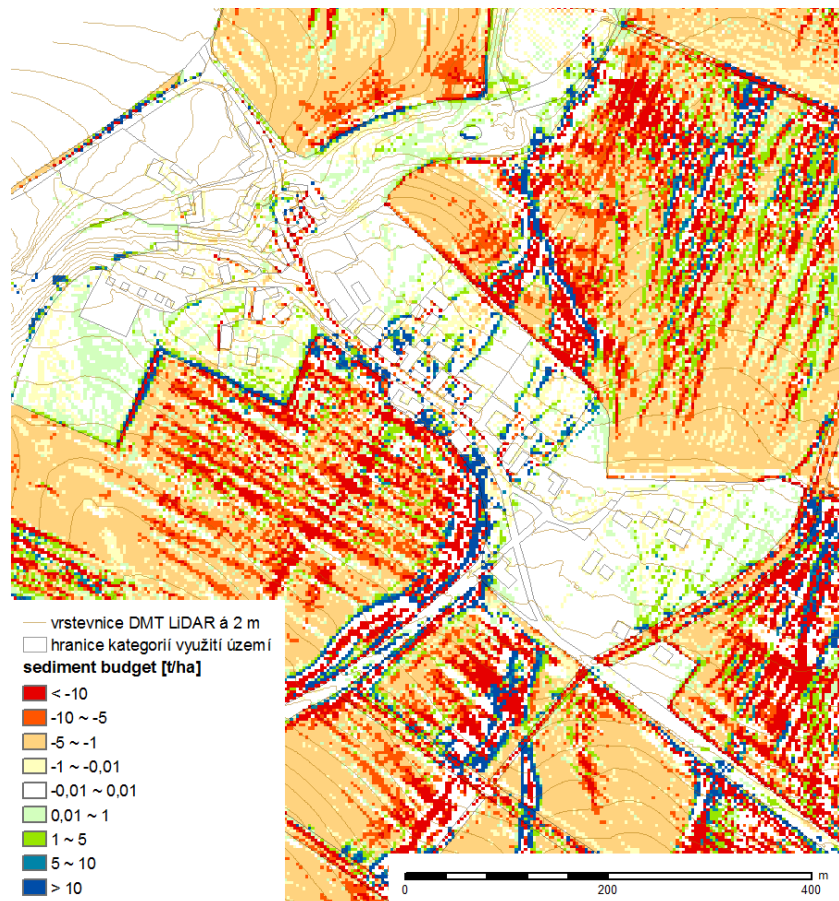 vrstevnice DMT LiDAR á 2 m
hranice kategorií využití území
sediment budget [t/ha]
< -10
-10 ~ -5
-5 ~ -1
-1 ~ -0,01
-0,01 ~ 0,01
0,01 ~ 1
1 ~ 5
5 ~ 10
> 10
m
0 200 400